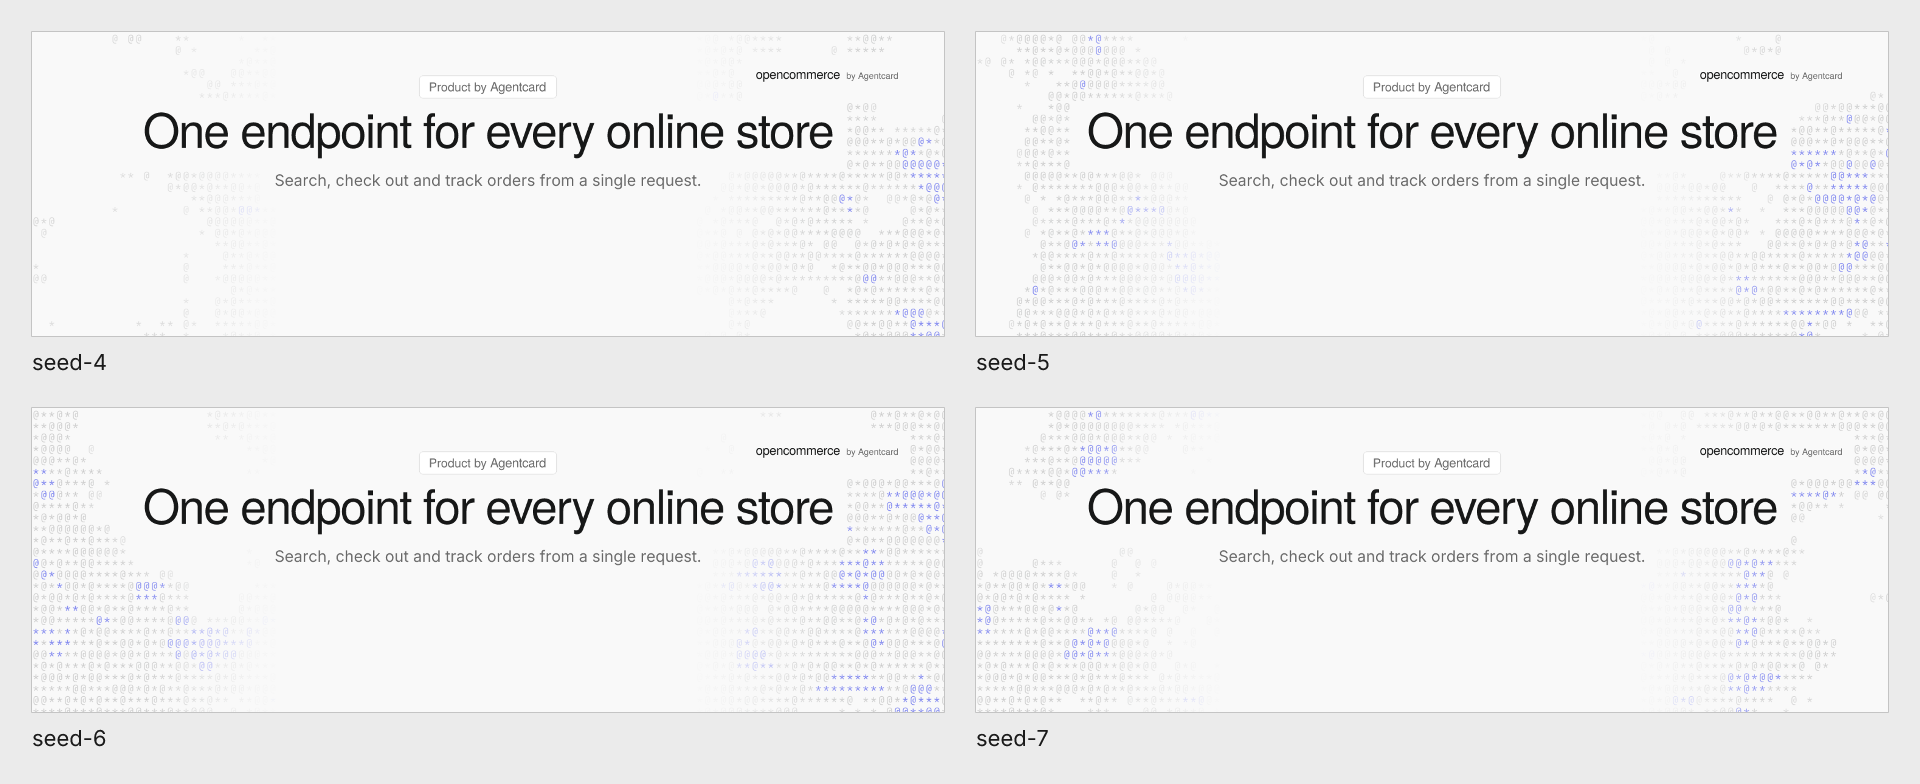 opencommerce by Agentcard
Product by Agentcard
One endpoint for every online store
Search, check out and track orders from a single request.
seed-4
opencommerce by Agentcard
Product by Agentcard
One endpoint for every online store
Search, check out and track orders from a single request.
seed-5
opencommerce by Agentcard
Product by Agentcard
One endpoint for every online store
Search, check out and track orders from a single request.
seed-6
opencommerce by Agentcard
Product by Agentcard
One endpoint for every online store
Search, check out and track orders from a single request.
seed-7